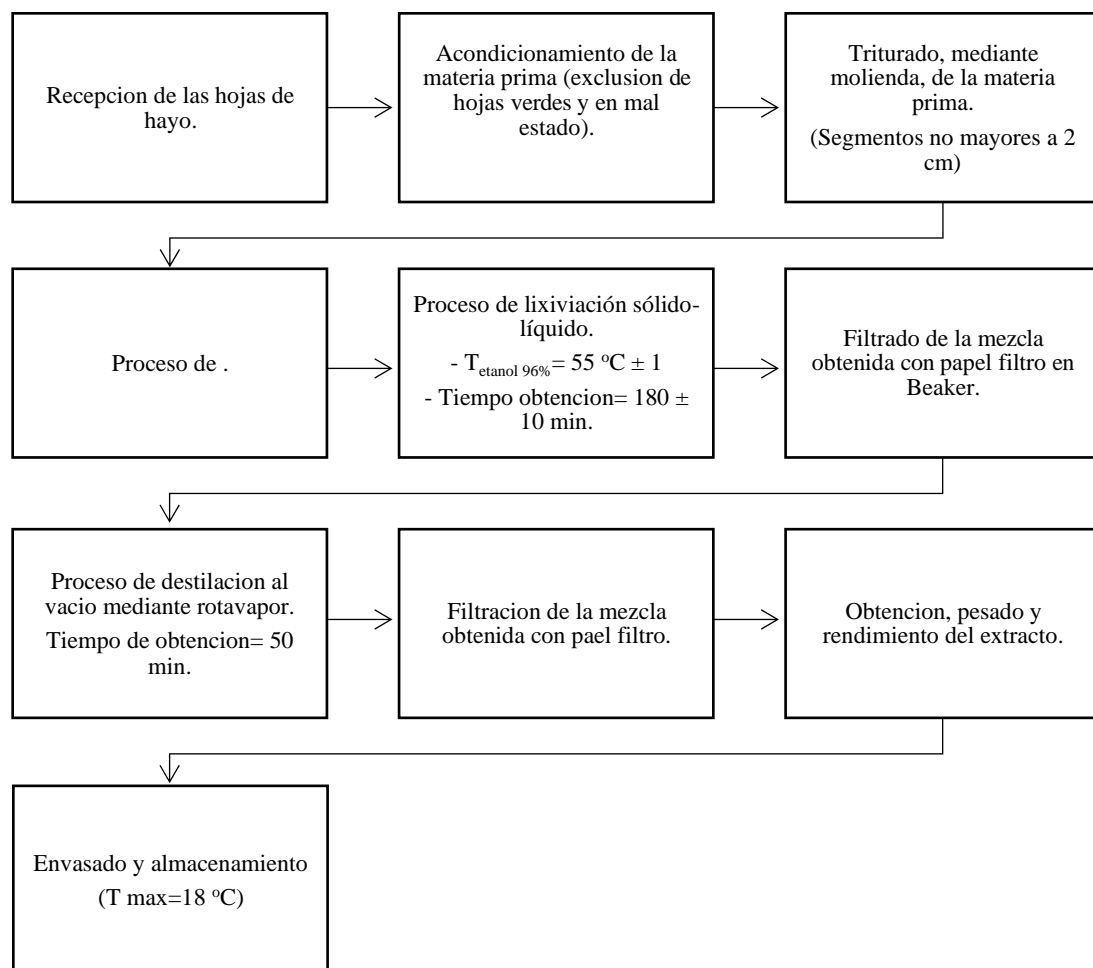 Recepcion de las hojas de
hayo.
Acondicionamiento de la
materia prima (exclusion de
hojas verdes y en mal
estado).
Triturado, mediante
molienda, de la materia
prima.
(Segmentos no mayores a 2
cm)
Proceso de .
Proceso de lixiviación sólido-
líquido.
- Tetanol 96%= 55 ºC ± 1
- Tiempo obtencion= 180 ±
10 min.
Filtrado de la mezcla
obtenida con papel filtro en
Beaker.
Proceso de destilacion al
vacio mediante rotavapor.
Tiempo de obtencion= 50
min.
Filtracion de la mezcla
obtenida con pael filtro.
Obtencion, pesado y
rendimiento del extracto.
Envasado y almacenamiento
(T max=18 ºC)